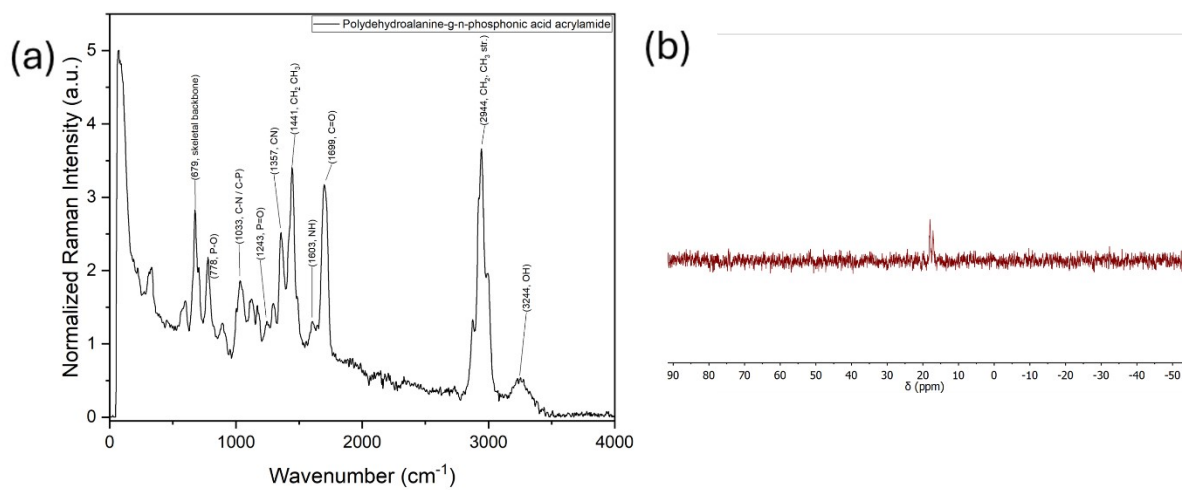 (a)
Polydehydroalanine-g-n-phosphonic acid acrylamide
Normalized Raman Intensity (a.u.)
5
4
3
2
1
0
(679, skeletal backbone)
(778, P-O)
(1033, C-N / C-P)
(1243, P=O)
(1357, CN)
(1441, CH₂ CH₃)
(1603, NH)
(1699, C=O)
(2944, CH₂, CH₃ str.)
(3244, OH)
0 1000 2000 3000 4000
Wavenumber (cm⁻¹)
(b)
90 80 70 60 50 40 30 20 10 0 -10 -20 -30 -40 -50
δ (ppm)